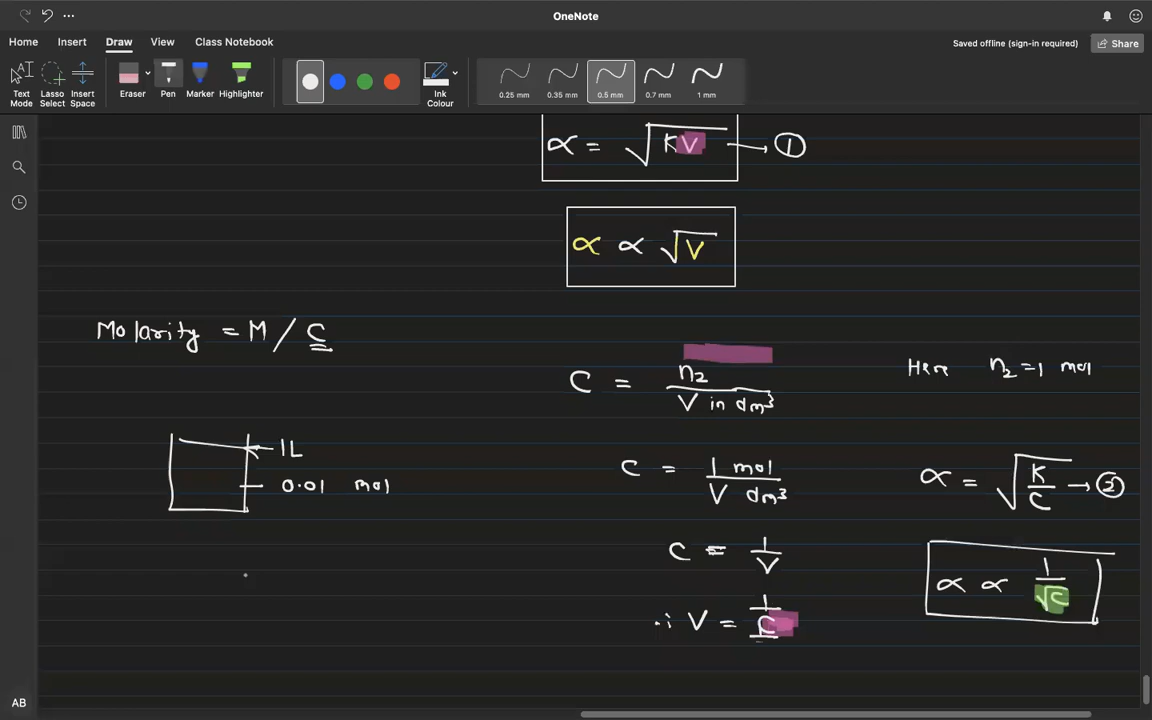 OneNote
Home Insert Draw View Class Notebook
Saved offline (sign-in required) Share
Text Mode
Lasso Select
Insert Space
Eraser
Pen
Marker
Highlighter
Ink Colour
0.25 mm 0.35 mm 0.5 mm 0.7 mm 1 mm
∝ = √KV → ①
∝ ∝ √V
Molarity = M / C
C = n₂ / V in dm³
Here n₂ = 1 mol
1L
0.01 mol
C = 1 mol / V dm³
∝ = √K/C → ②
C = 1/V
∝ ∝ 1/√C
∴ V = 1/C
AB